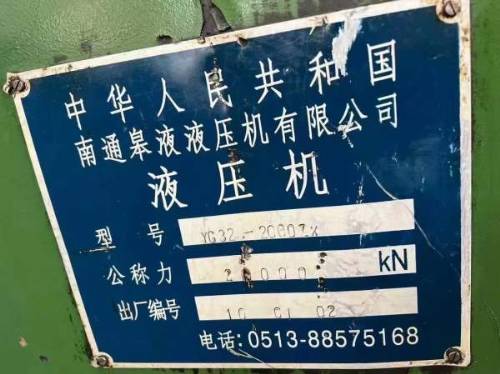 中华人民共和国
南通皋液液压机有限公司
液压机
型号
公称力 20000 kN
出厂编号 10 01 02
电话:0513-88575168